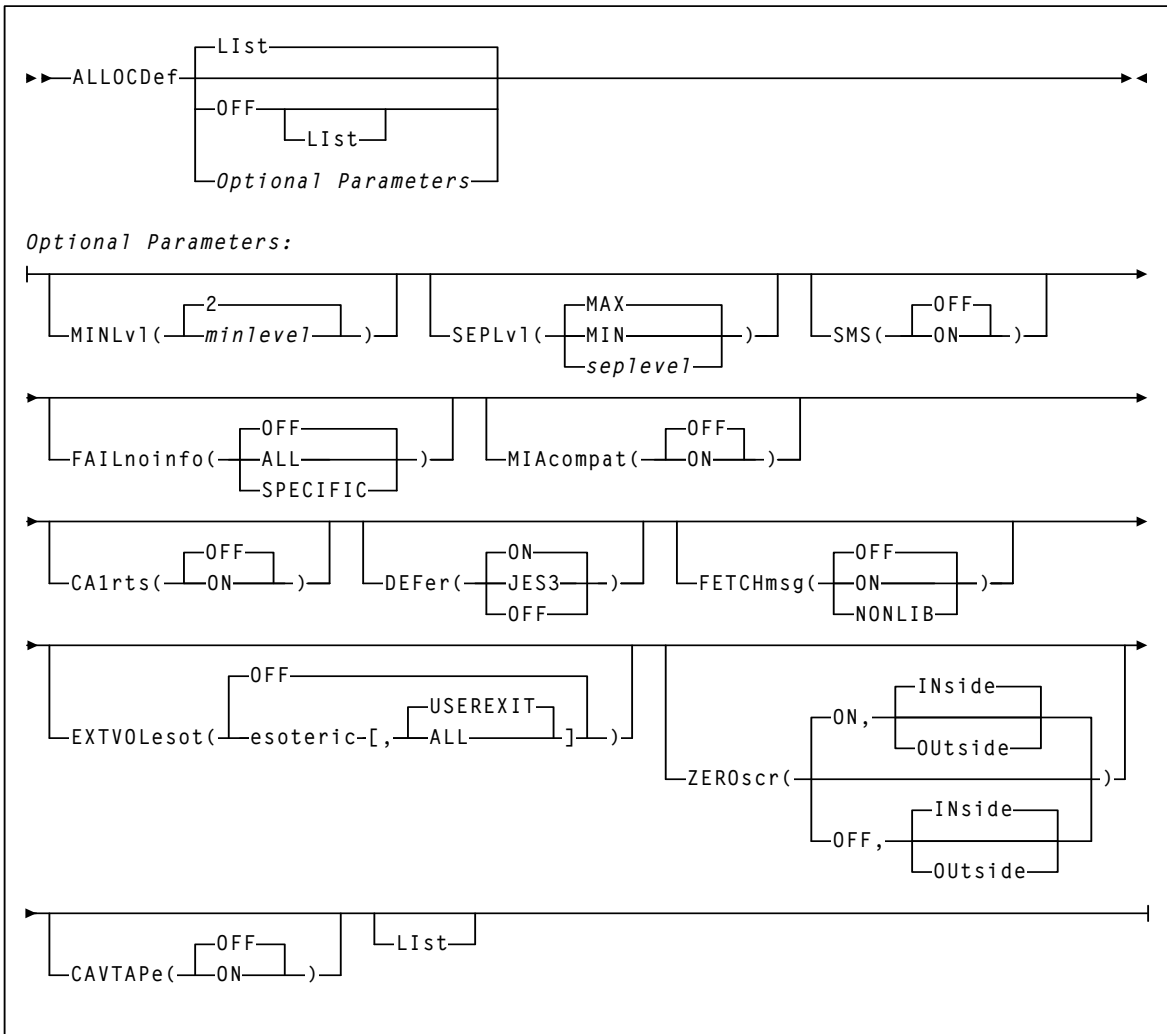 LIst
ALLOCDef
OFF
LIst
Optional Parameters
Optional Parameters:
2
MAX
OFF
MINLvl( minlevel ) SEPLvl( MIN ) SMS( ON )
seplevel
OFF OFF
FAILnoinfo( ALL ) MIAcompat( ON )
SPECIFIC
OFF ON OFF
CA1rts( ON ) DEFer( JES3 ) FETCHmsg( ON )
OFF NONLIB
OFF INside
USEREXIT ON,
EXTVOLesot( esoteric [, ALL ] ) OUtside
ZEROscr( )
INside
OFF,
OUtside
OFF LIst
CAVTAPe( ON )